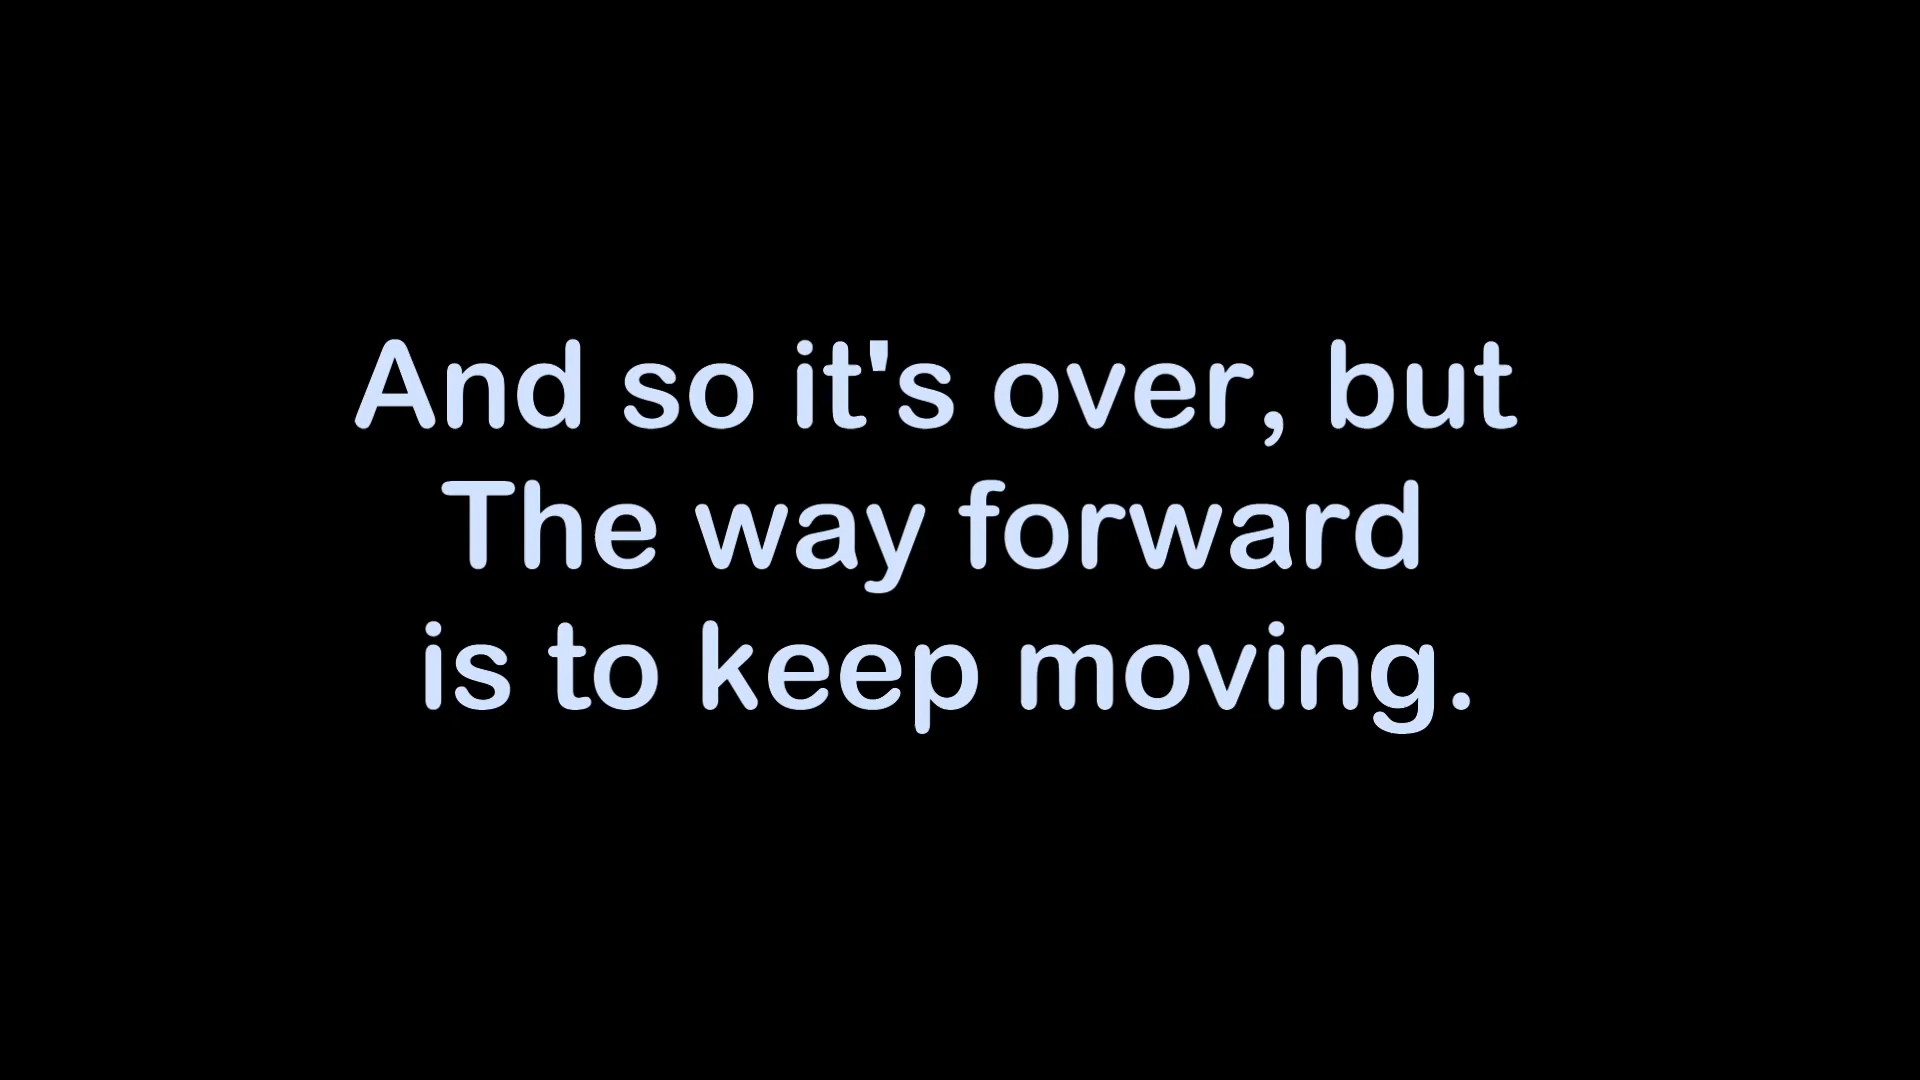 And so it's over, but
The way forward
is to keep moving.